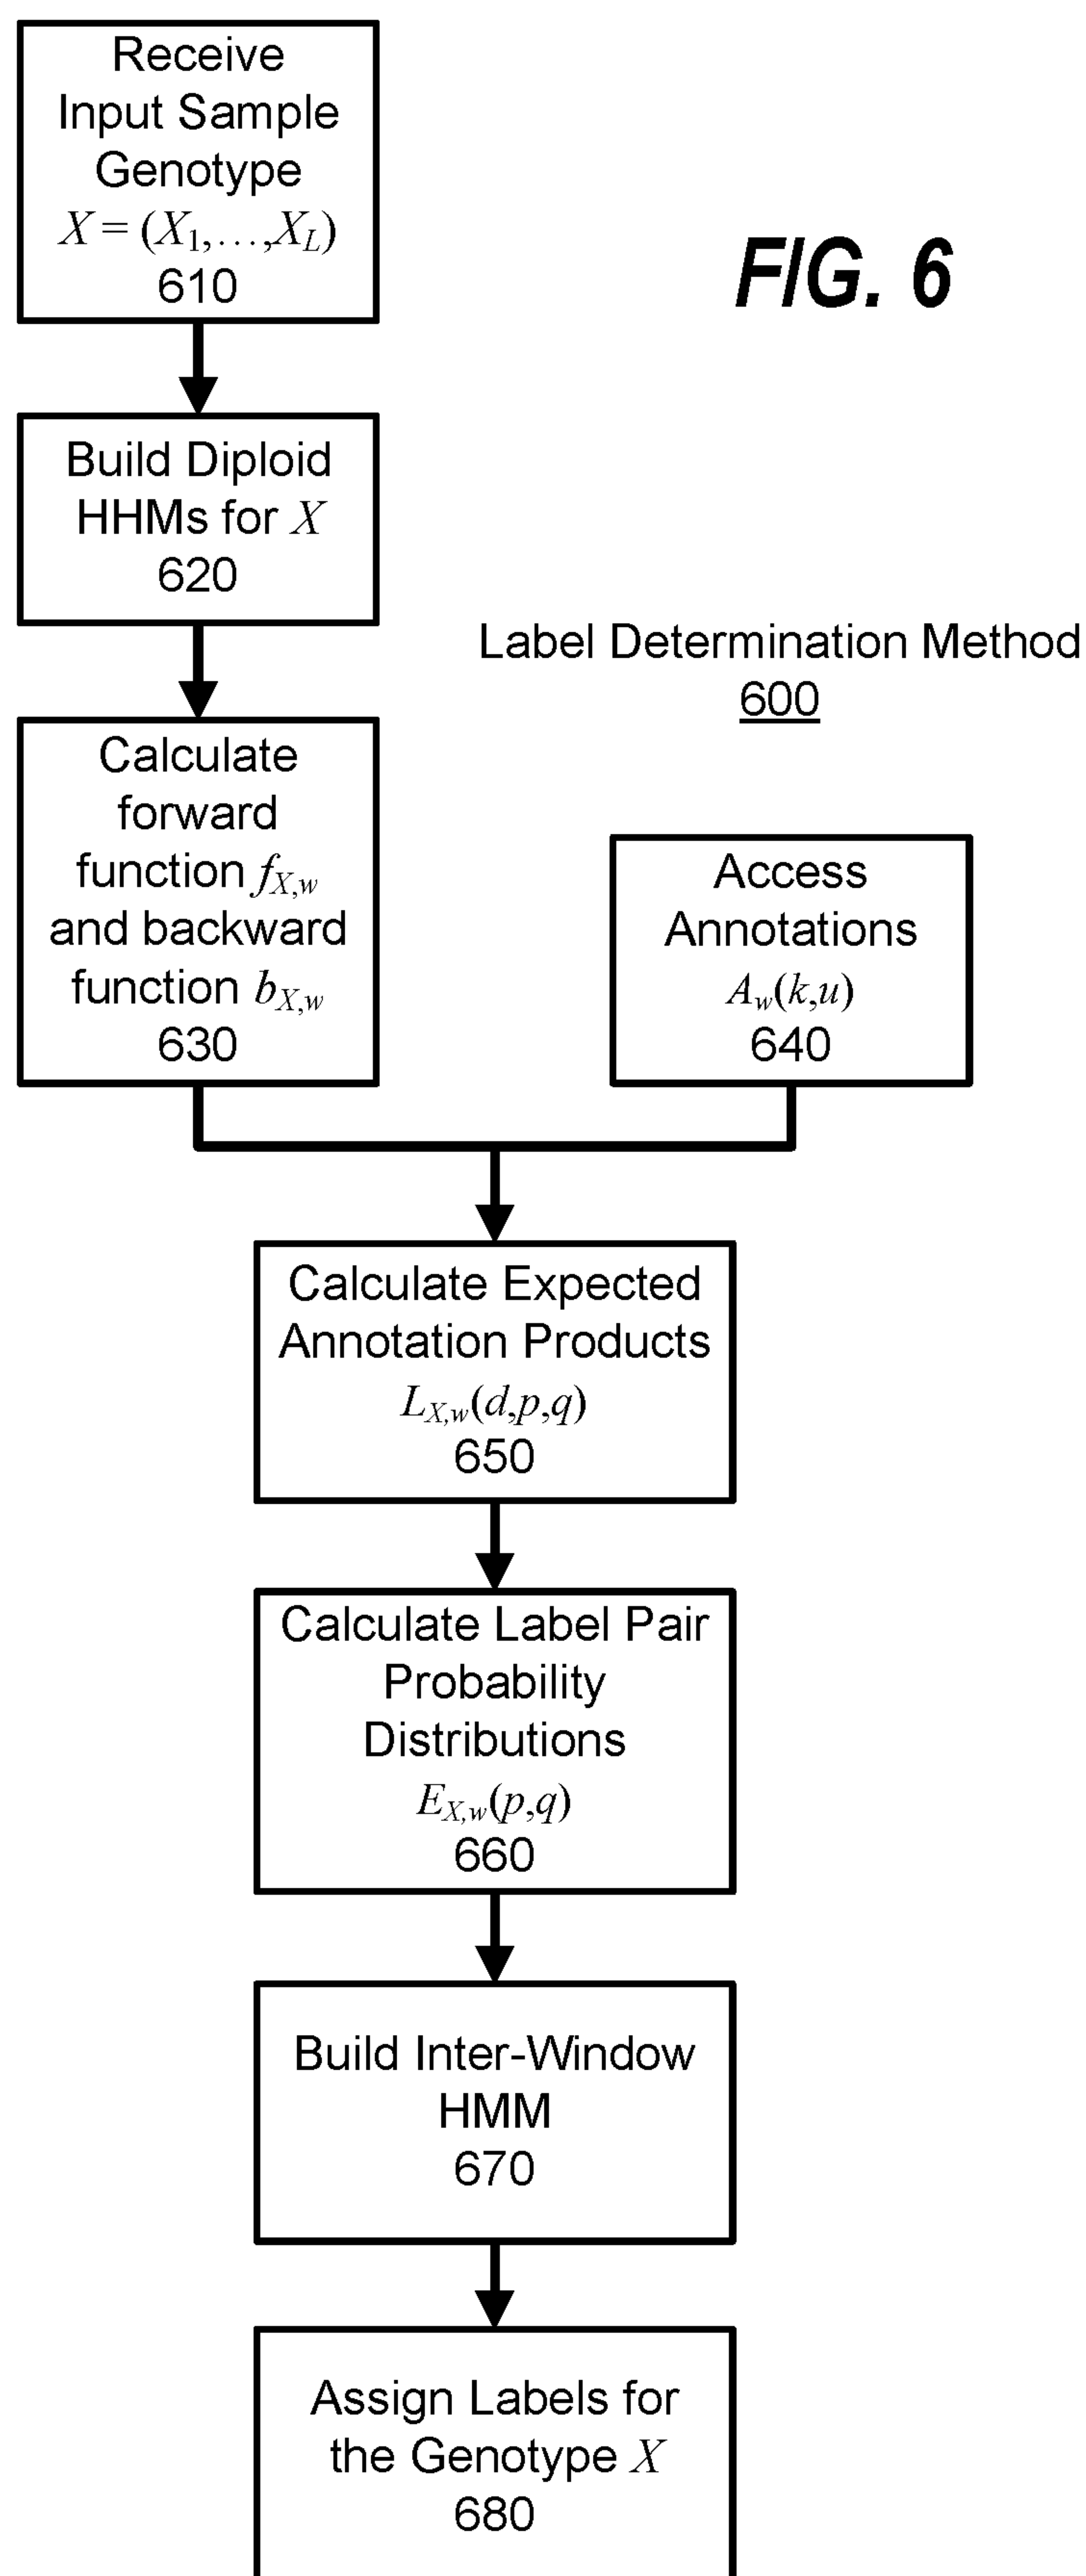 Receive
Input Sample
Genotype
X = (X1,…,XL)
610
FIG. 6
Build Diploid
HHMs for X
620
Label Determination Method
600
Calculate
forward
function fX,w
and backward
function bX,w
630
Access
Annotations
Aw(k,u)
640
Calculate Expected
Annotation Products
LX,w(d,p,q)
650
Calculate Label Pair
Probability
Distributions
EX,w(p,q)
660
Build Inter-Window
HMM
670
Assign Labels for
the Genotype X
680